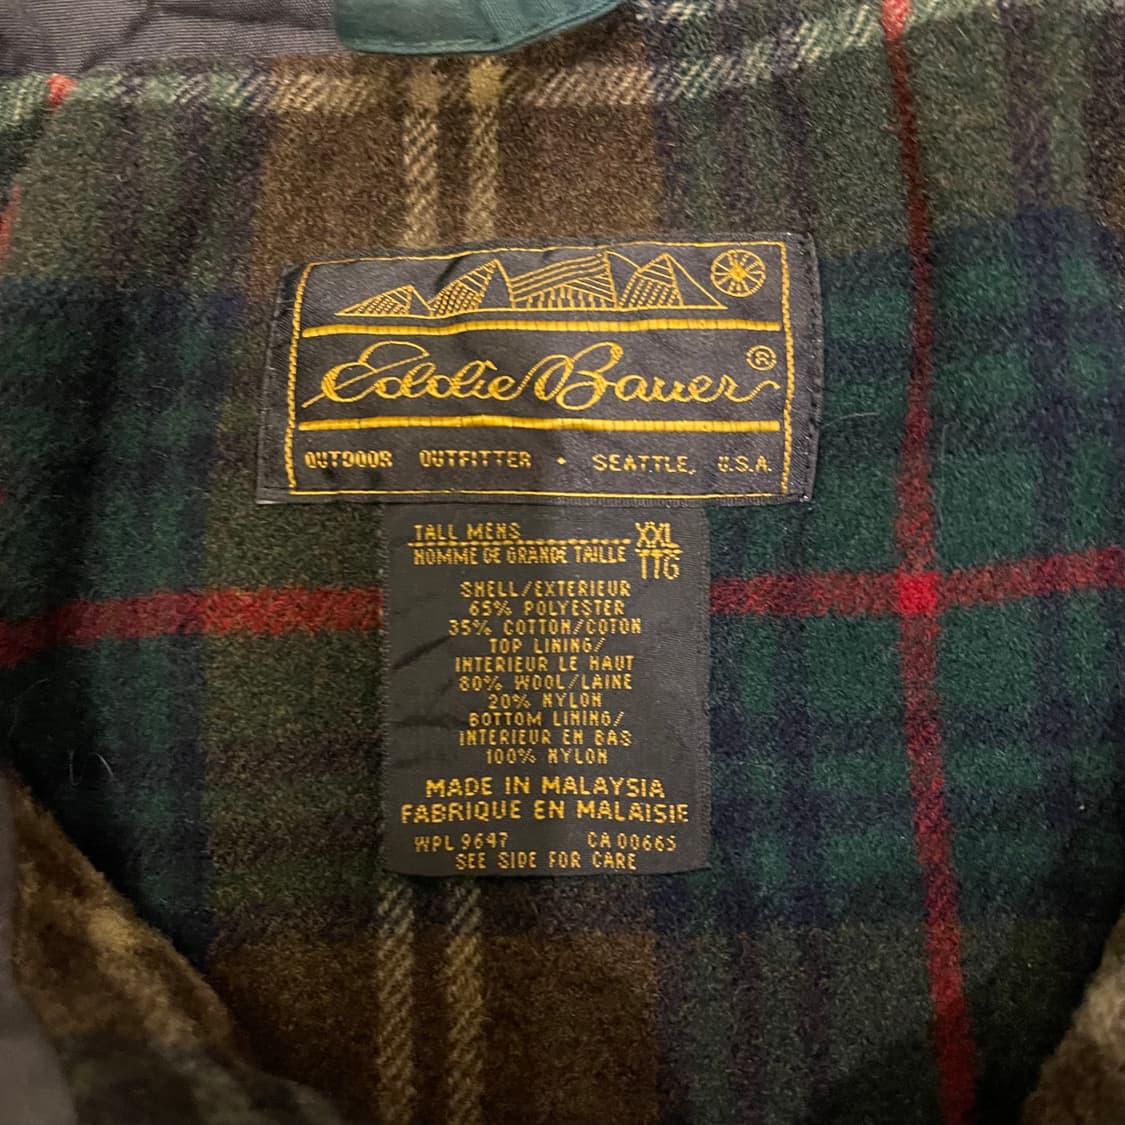 Eddie Bauer®
OUTDOOR OUTFITTER • SEATTLE, U.S.A.
TALL MENS XXL
HOMME DE GRANDE TAILLE TTG
SHELL/EXTERIEUR
65% POLYESTER
35% COTTON/COTON
TOP LINING/
INTERIEUR LE HAUT
80% WOOL/LAINE
20% NYLON
BOTTOM LINING/
INTERIEUR EN BAS
100% NYLON
MADE IN MALAYSIA
FABRIQUE EN MALAISIE
WPL 9647 CA 00665
SEE SIDE FOR CARE